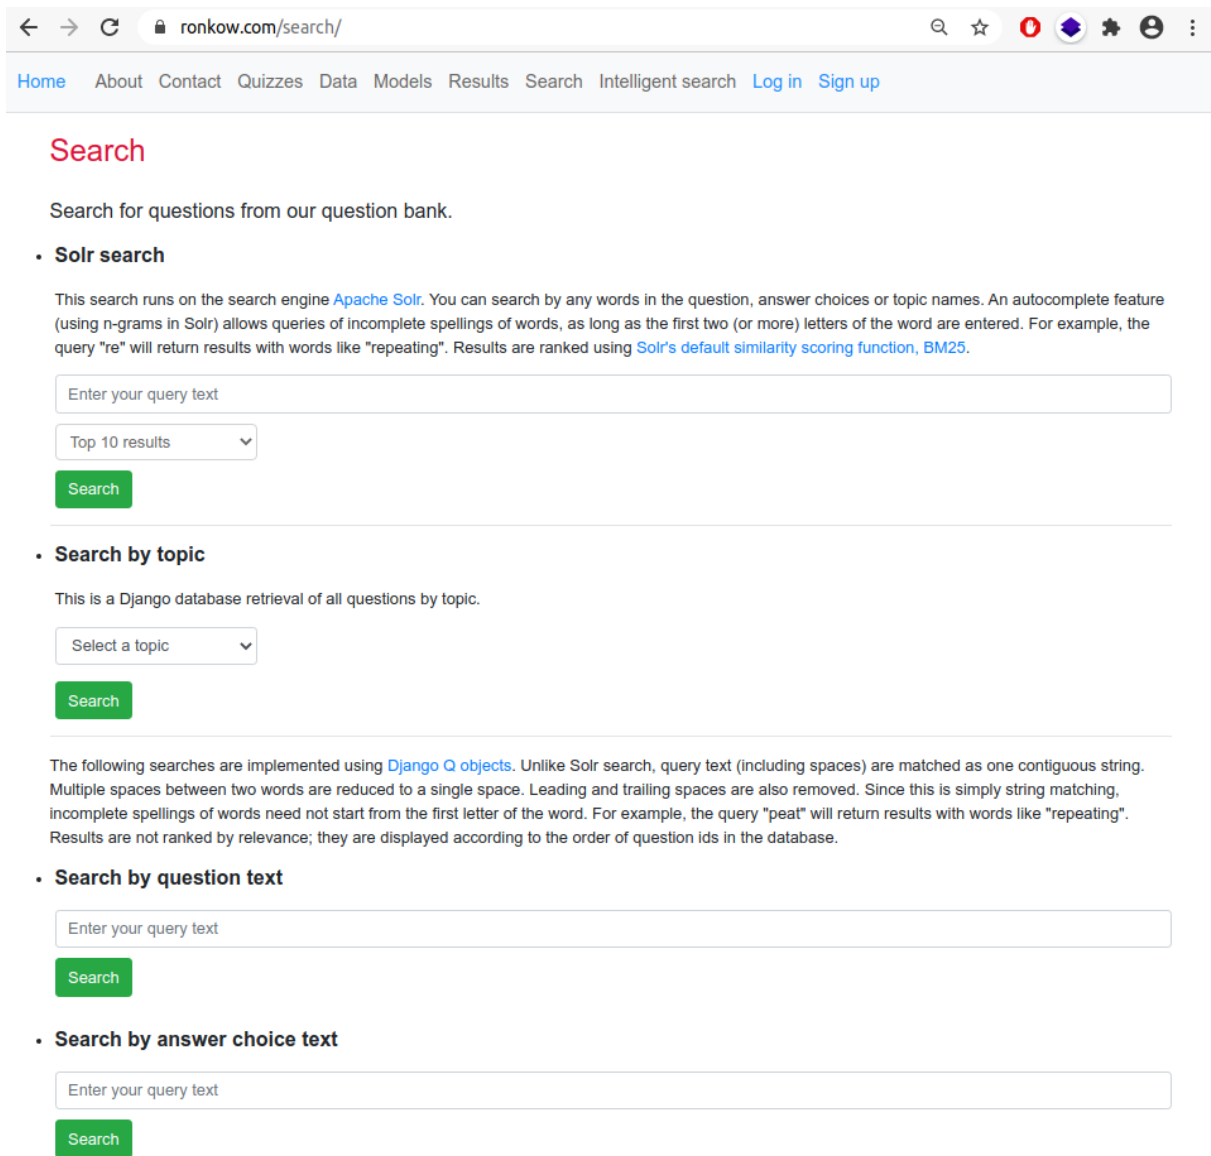 ronkow.com/search/
Home About Contact Quizzes Data Models Results Search Intelligent search Log in Sign up
Search
Search for questions from our question bank.
• Solr search
This search runs on the search engine Apache Solr. You can search by any words in the question, answer choices or topic names. An autocomplete feature
(using n-grams in Solr) allows queries of incomplete spellings of words, as long as the first two (or more) letters of the word are entered. For example, the
query "re" will return results with words like "repeating". Results are ranked using Solr's default similarity scoring function, BM25.
Enter your query text
Top 10 results
Search
• Search by topic
This is a Django database retrieval of all questions by topic.
Select a topic
Search
The following searches are implemented using Django Q objects. Unlike Solr search, query text (including spaces) are matched as one contiguous string.
Multiple spaces between two words are reduced to a single space. Leading and trailing spaces are also removed. Since this is simply string matching,
incomplete spellings of words need not start from the first letter of the word. For example, the query "peat" will return results with words like "repeating".
Results are not ranked by relevance; they are displayed according to the order of question ids in the database.
• Search by question text
Enter your query text
Search
• Search by answer choice text
Enter your query text
Search